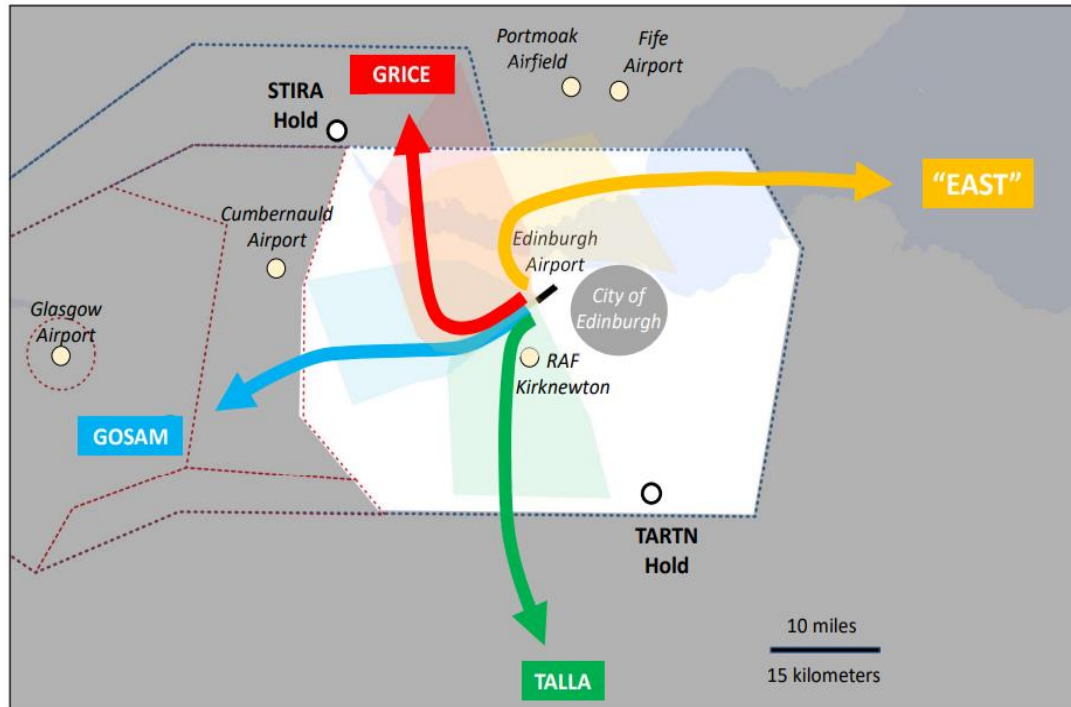 Portmoak
Airfield
Fife
Airport
GRICE
STIRA
Hold
"EAST"
Cumbernauld
Airport
Edinburgh
Airport
City of
Edinburgh
Glasgow
Airport
RAF
Kirknewton
GOSAM
TARTN
Hold
10 miles
15 kilometers
TALLA